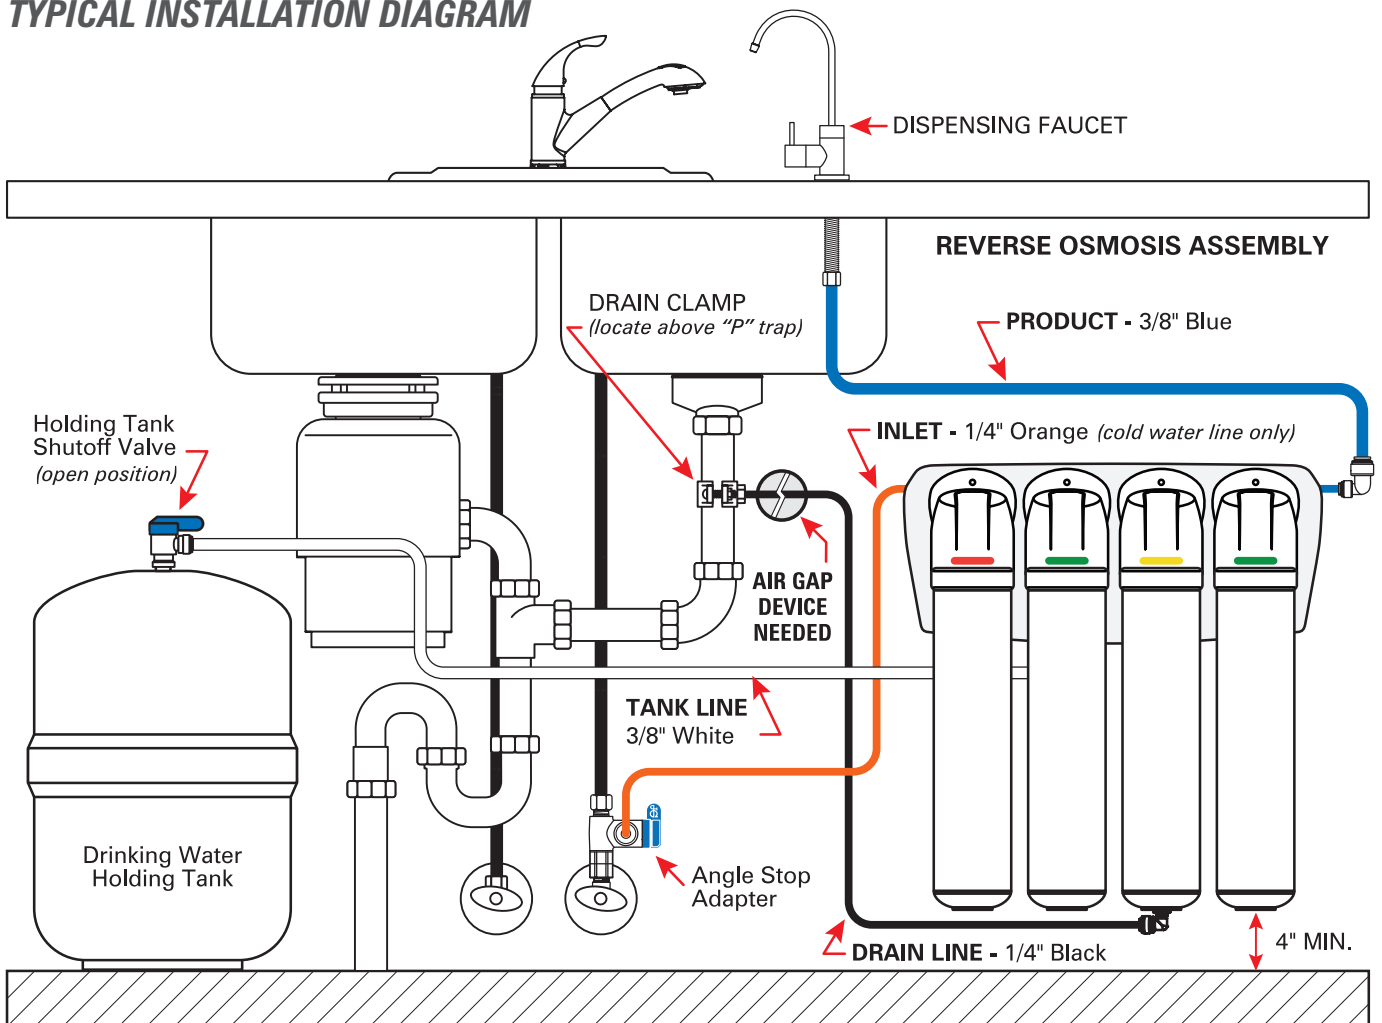 TYPICAL INSTALLATION DIAGRAM
DISPENSING FAUCET
REVERSE OSMOSIS ASSEMBLY
DRAIN CLAMP
(locate above “P” trap)
PRODUCT - 3/8" Blue
Holding Tank
Shutoff Valve
(open position)
INLET - 1/4" Orange (cold water line only)
AIR GAP
DEVICE
NEEDED
TANK LINE
3/8" White
Drinking Water
Holding Tank
Angle Stop
Adapter
DRAIN LINE - 1/4" Black
4" MIN.